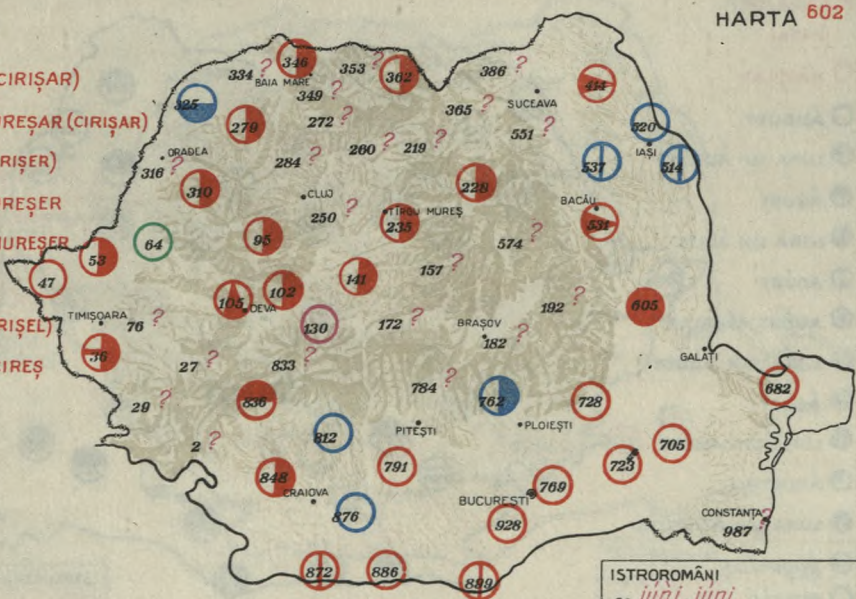 HARTA 602
CIRIȘAR)
UREȘAR (CIRIȘAR)
RIȘER)
UREȘER
MUREȘER
RIȘEL)
IREȘ
346
334 ?
353 ?
362
386 ?
BAIA MARE
349 ?
414
325
365 ?
SUCEAVA
279
272 ?
551 ?
520
ORADEA
284 ?
260 ?
219 ?
IAȘI
316 ?
537
514
310
CLUJ
228
BACĂU
250 ?
TÎRGU MUREȘ
235
531
64
95
574 ?
53
47
105
102
141
157 ?
DEVA
192 ?
605
TIMIȘOARA
76 ?
130
172 ?
BRAȘOV
182 ?
36
27 ?
833 ?
GALAȚI
29 ?
836
784 ?
762
728
682
2 ?
812
PITEȘTI
PLOIEȘTI
848
791
723
705
CRAIOVA
876
BUCUREȘTI
769
928
CONSTANȚA
987 ?
872
886
899
ISTROROMÂNI
juni, juni